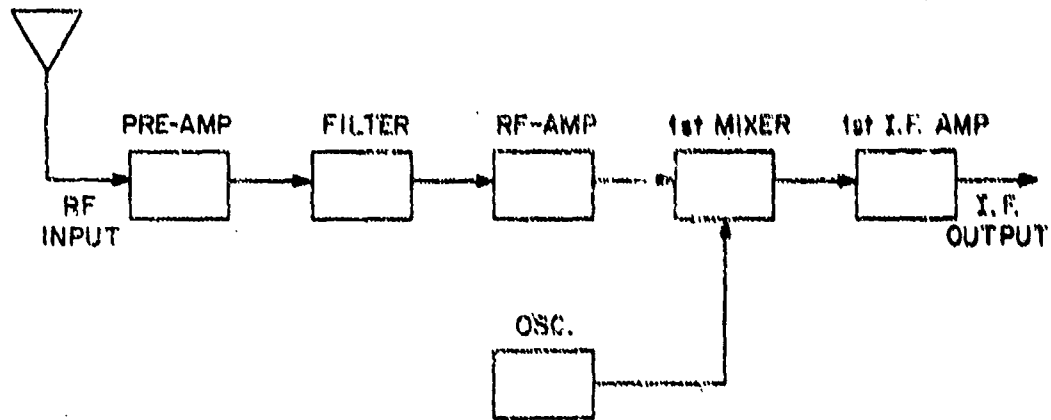 PRE-AMP
FILTER
RF-AMP
1st MIXER
1st I.F. AMP
RF
INPUT
I.F.
OUTPUT
OSC.